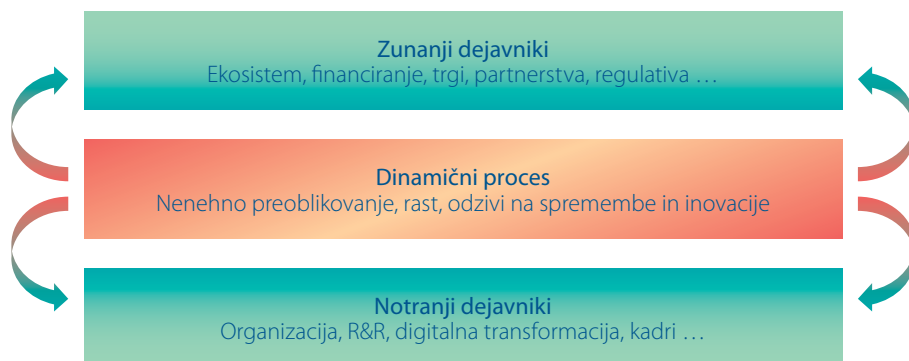 Zunanji dejavniki
Ekosistem, financiranje, trgi, partnerstva, regulativa …
Dinamični proces
Nenehno preoblikovanje, rast, odzivi na spremembe in inovacije
Notranji dejavniki
Organizacija, R&R, digitalna transformacija, kadri …